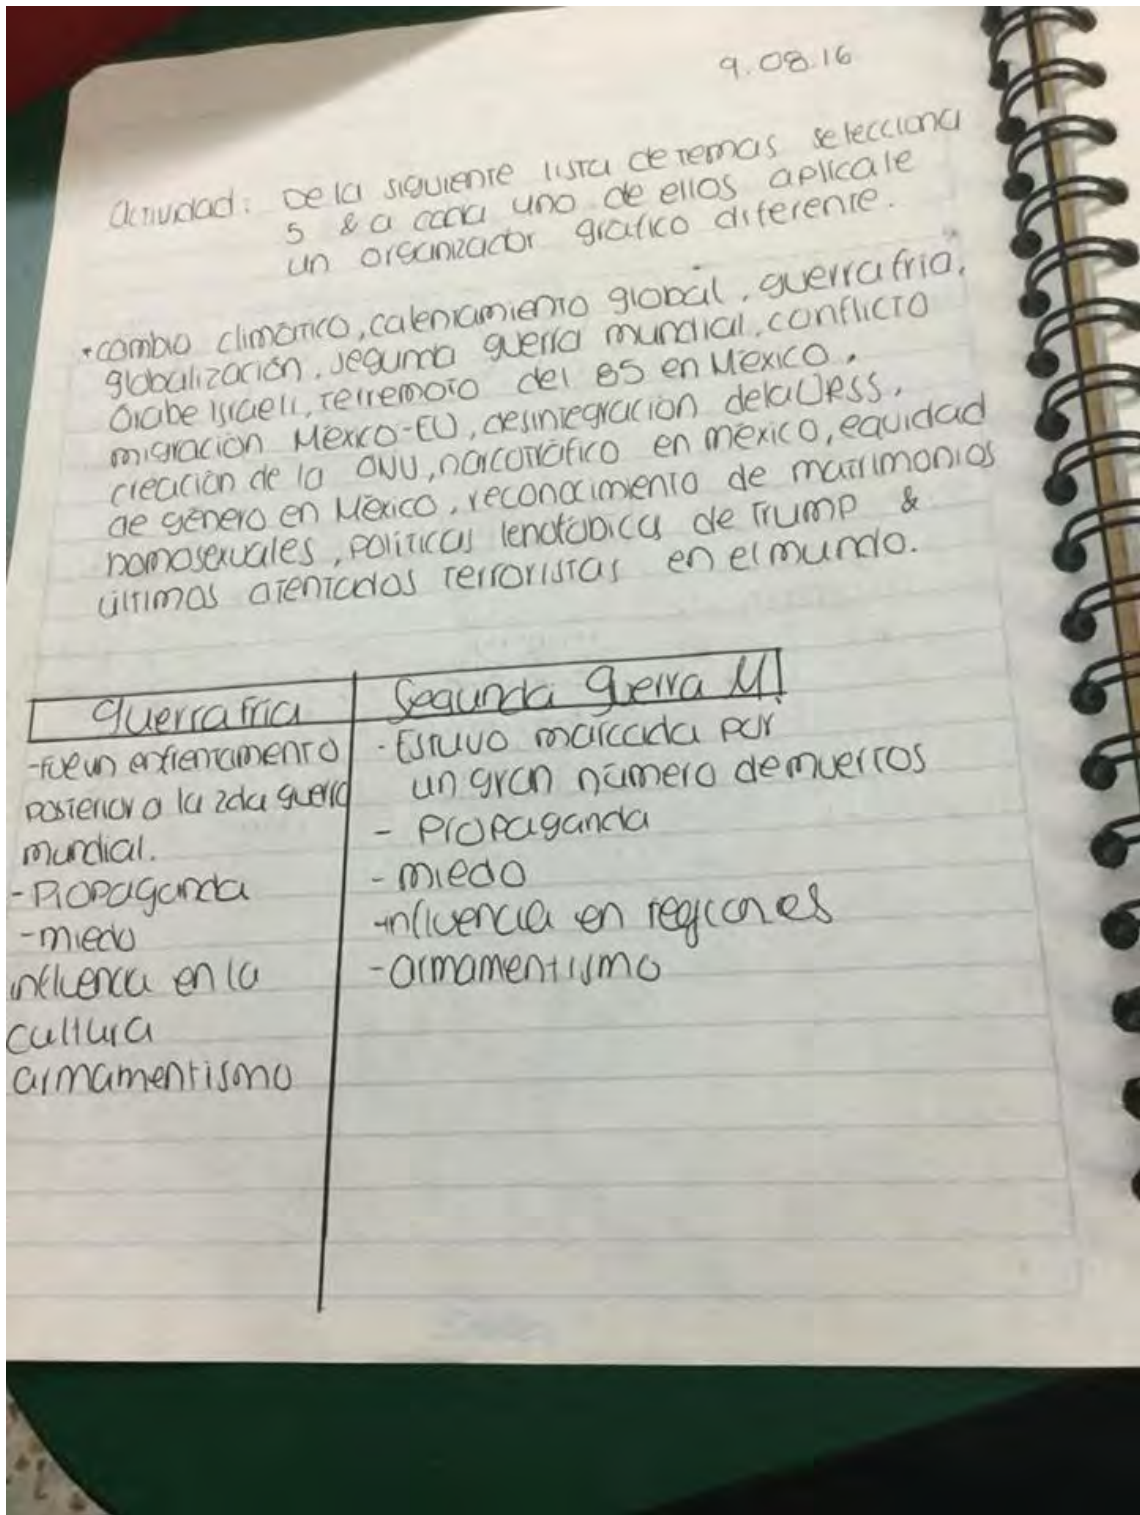 9.08.16
actividad: De la siguiente lista de temas selecciona
5 & a cada uno de ellos aplicale
un organizador gráfico diferente.
*cambio climático, calentamiento global, guerra fria,
globalización, segunda guerra mundial, conflicto
árabe israeli, terremoto del 85 en México,
migración México-EU, desintegración de la URSS,
creación de la ONU, narcotráfico en méxico, equidad
de género en México, reconocimiento de matrimonios
homosexuales, políticas de Trump &
últimos atentados terroristas en el mundo.
guerra fria
-fue un enfrentamiento
posterior a la 2da guerra
mundial.
-Propaganda
-miedo
influencia en la
cultura
armamentismo
Segunda guerra M!
-Estuvo marcada por
un gran número de muertos
- Propaganda
-miedo
-influencia en regiones
-armamentismo